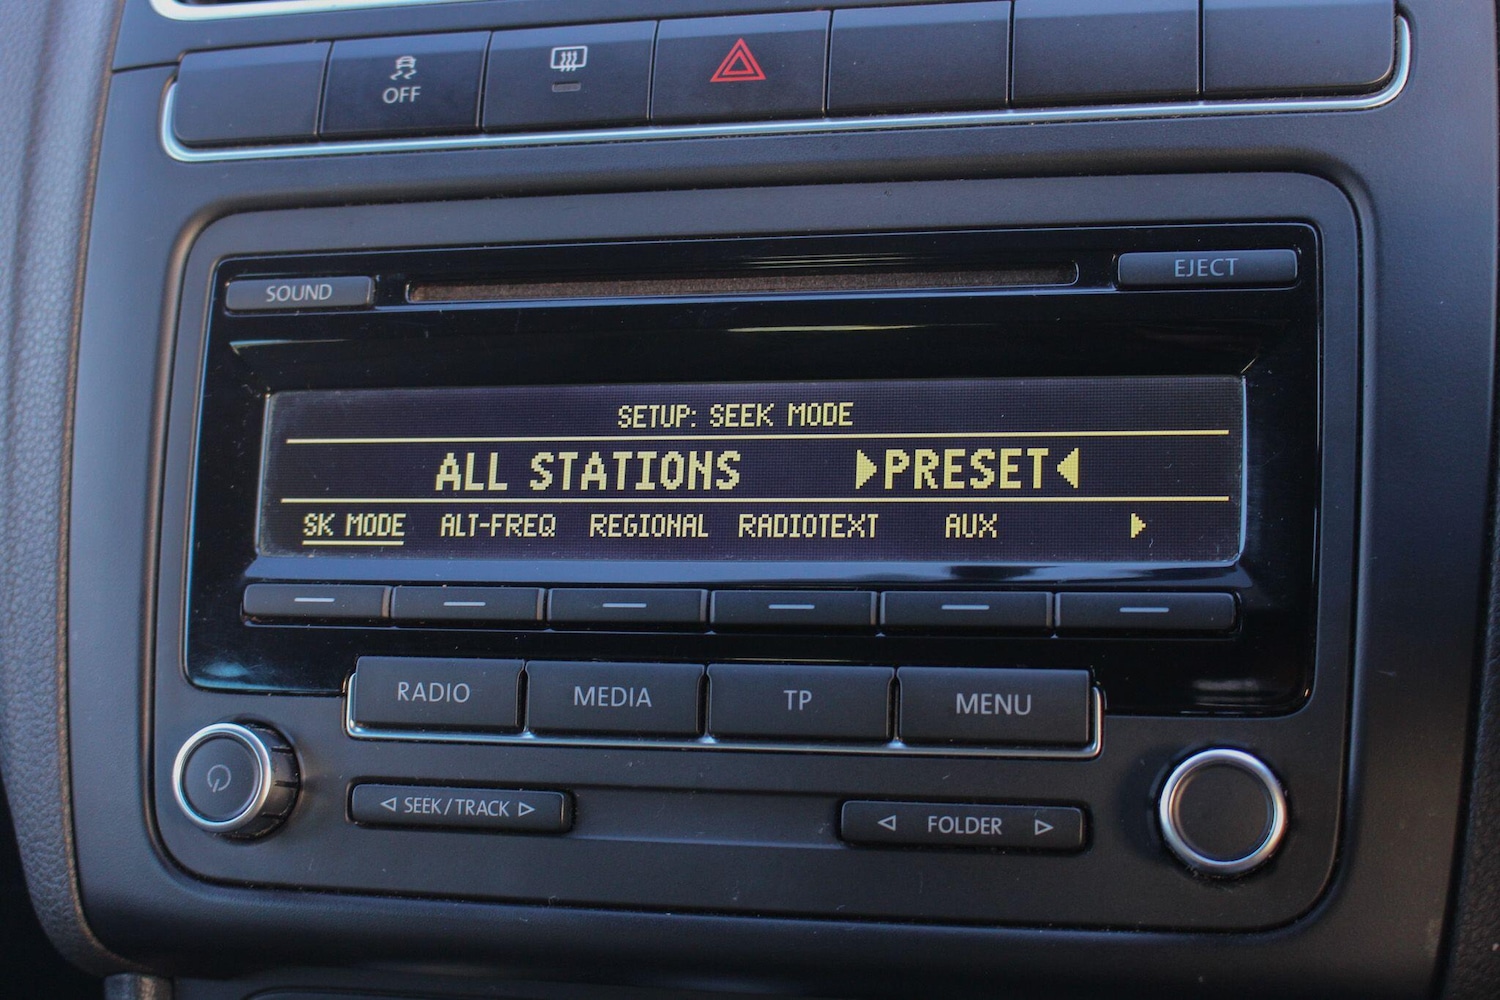 OFF
SOUND
EJECT
SETUP: SEEK MODE
ALL STATIONS ▶PRESET◀
SK MODE ALT-FREQ REGIONAL RADIOTEXT AUX ▶
RADIO MEDIA TP MENU
◁ SEEK/TRACK ▷
◁ FOLDER ▷